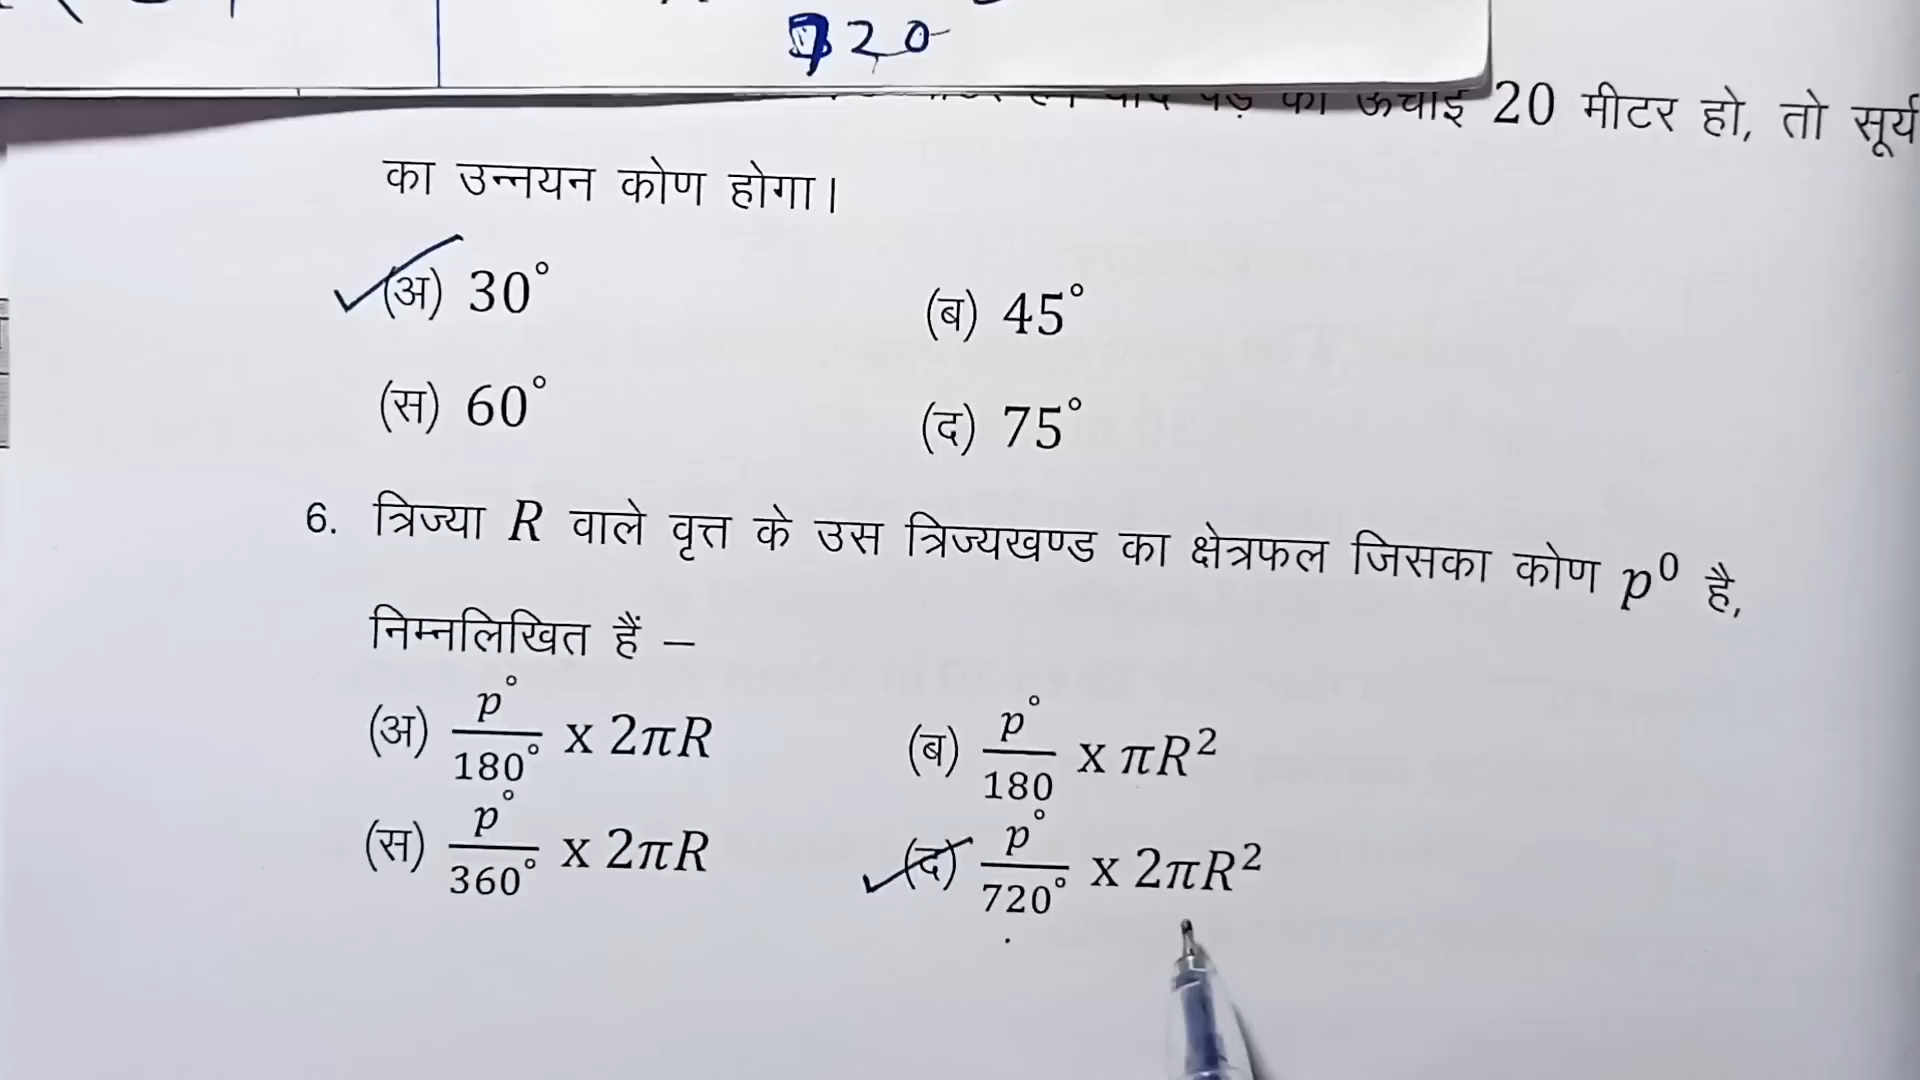 720
ऊंचाई 20 मीटर हो, तो सूर्य
का उन्नयन कोण होगा।
(अ) 30° (ब) 45°
(स) 60° (द) 75°
6. त्रिज्या R वाले वृत्त के उस त्रिज्यखण्ड का क्षेत्रफल जिसका कोण p⁰ है,
निम्नलिखित हैं –
(अ) p°/180° x 2πR (ब) p°/180 x πR²
(स) p°/360° x 2πR (द) p°/720° x 2πR²